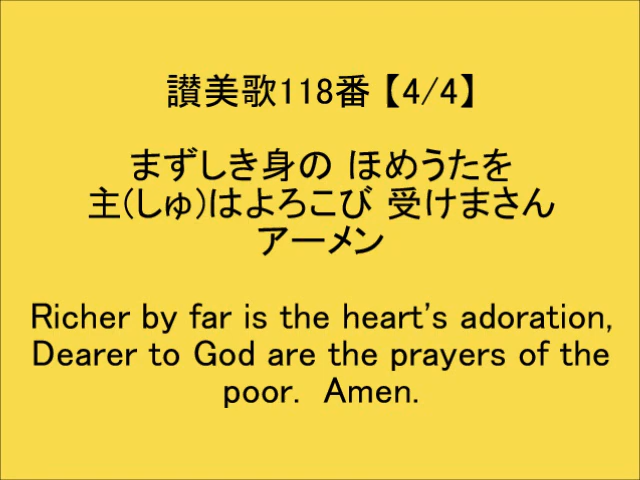 讃美歌118番【4/4】
まずしき身の ほめうたを
主(しゅ)はよろこび 受けまさん
アーメン
Richer by far is the heart's adoration,
Dearer to God are the prayers of the
poor. Amen.